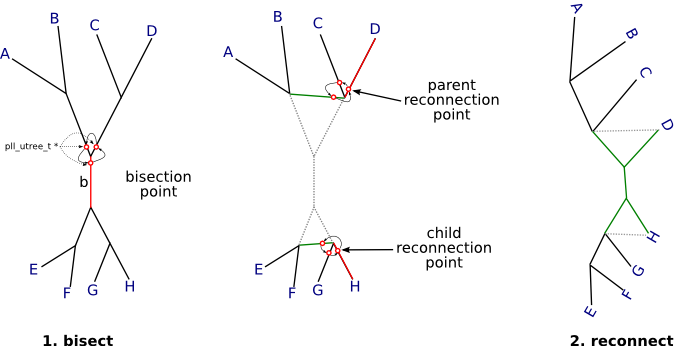 A
B
C
D
pll_utree_t *
b
bisection
point
E
F
G
H
1. bisect
A
B
C
D
parent
reconnection
point
child
reconnection
point
E
F
G
H
A
B
C
D
H
G
F
E
2. reconnect